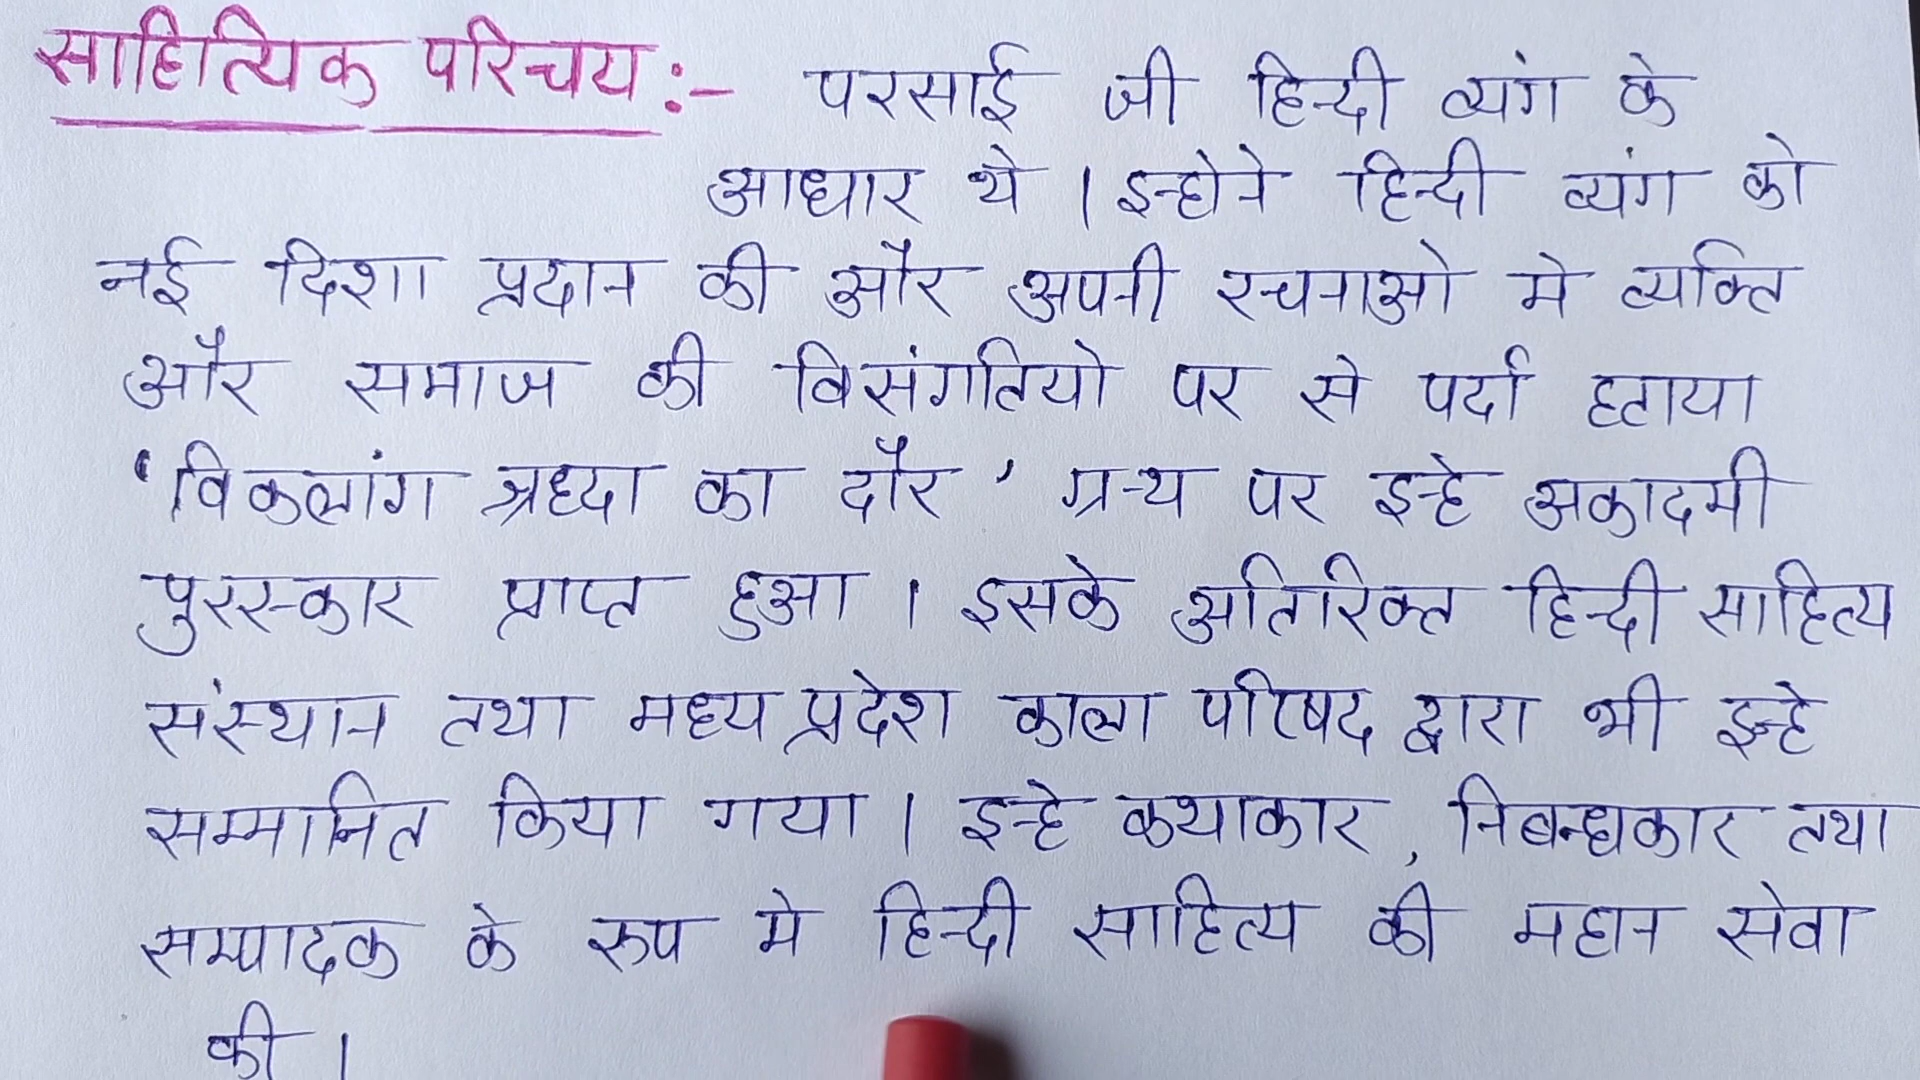 साहित्यिक परिचय :- परसाई जी हिन्दी व्यंग के
आधार थे । इन्होने हिन्दी व्यंग को
नई दिशा प्रदान की और अपनी रचनाओ मे व्यक्ति
और समाज की विसंगतियो पर से पर्दा हटाया
'विकलांग श्रध्दा का दौर' ग्रन्थ पर इन्हे अकादमी
पुरस्कार प्राप्त हुआ । इसके अतिरिक्त हिन्दी साहित्य
संस्थान तथा मध्य प्रदेश काला परिषद द्वारा भी इन्हे
सम्मानित किया गया । इन्हे कथाकार, निबन्धकार तथा
सम्पादक के रूप मे हिन्दी साहित्य की महान सेवा
की ।